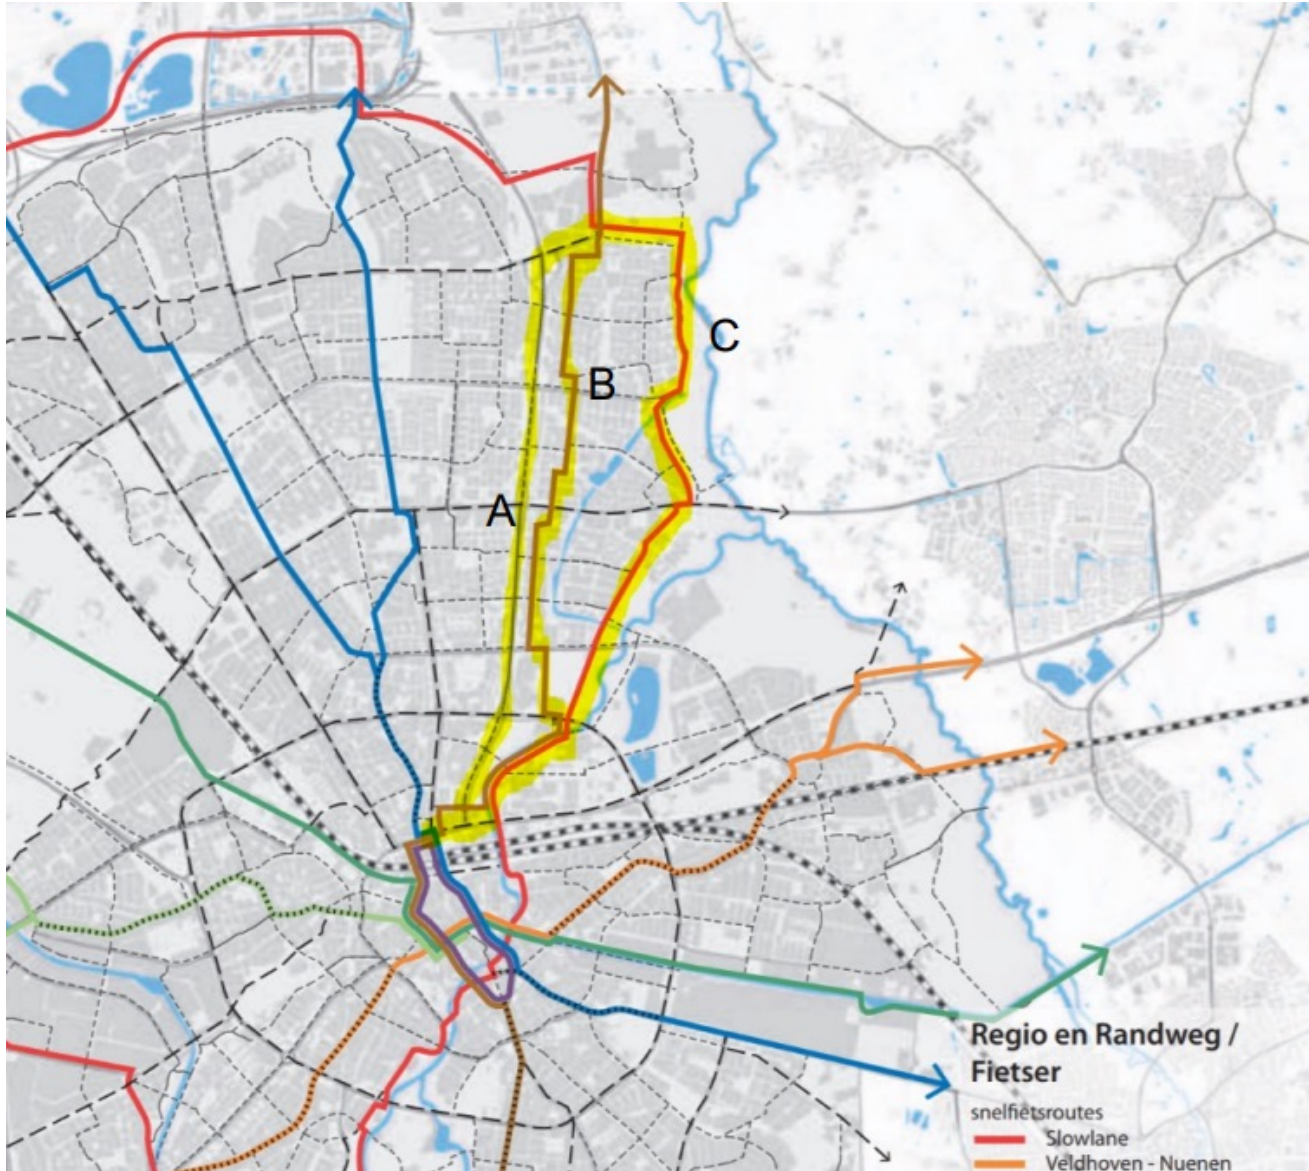 C
B
A
Regio en Randweg /
Fietser
snelfietsroutes
Slowlane
Veldhoven - Nuenen